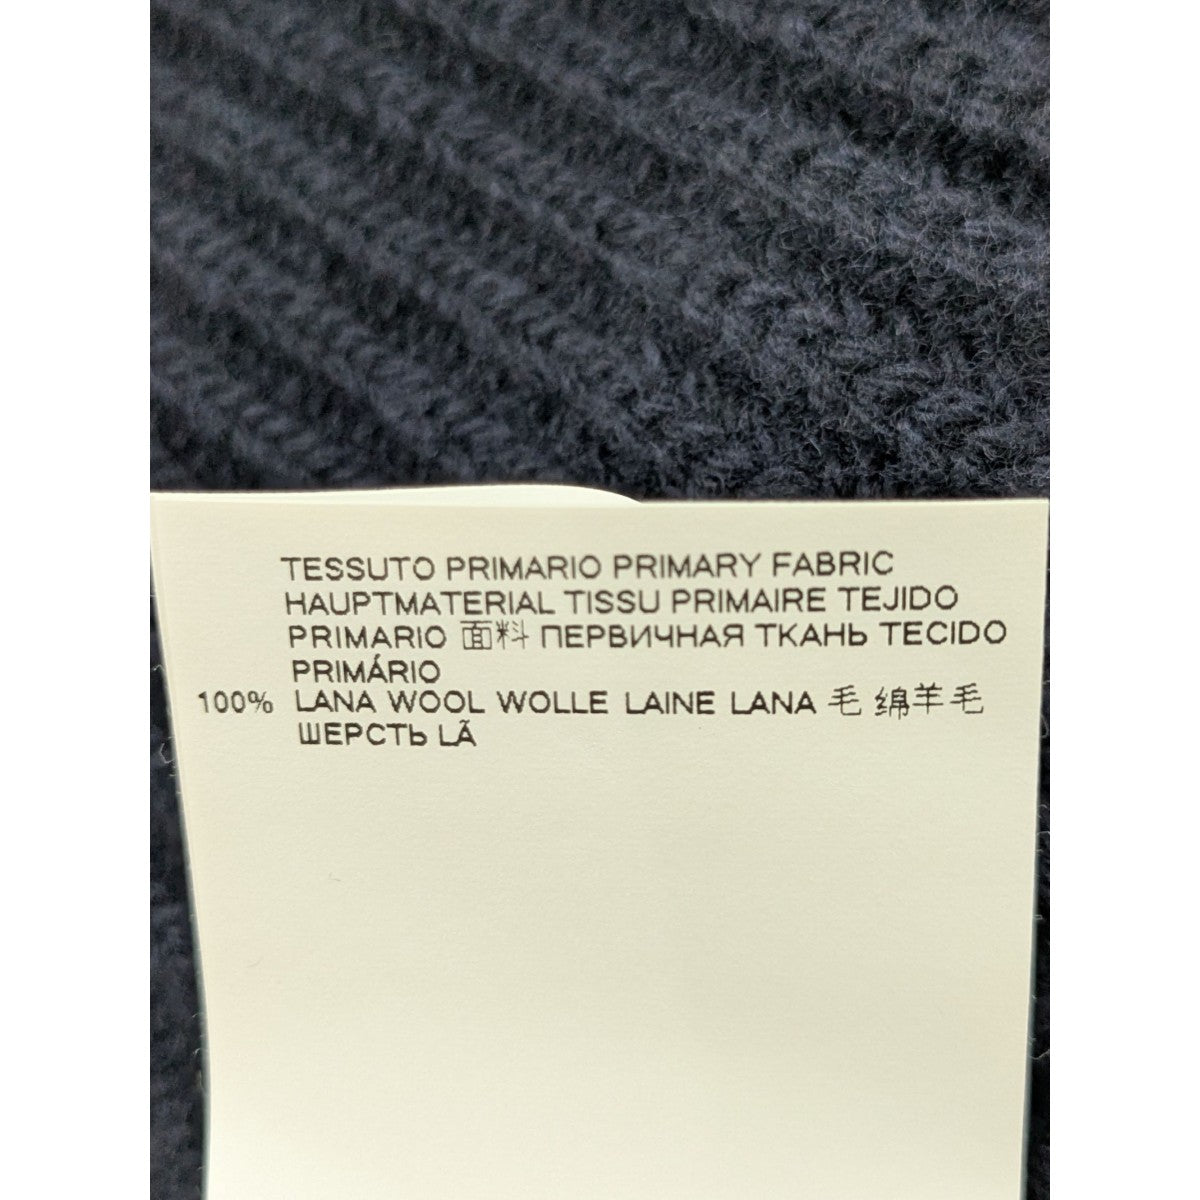 TESSUTO PRIMARIO PRIMARY FABRIC
HAUPTMATERIAL TISSU PRIMAIRE TEJIDO
PRIMARIO 面料 ПЕРВИЧНАЯ ТКАНЬ TECIDO
PRIMÁRIO
100% LANA WOOL WOLLE LAINE LANA 毛 绵羊毛
ШЕРСТЬ LÃ